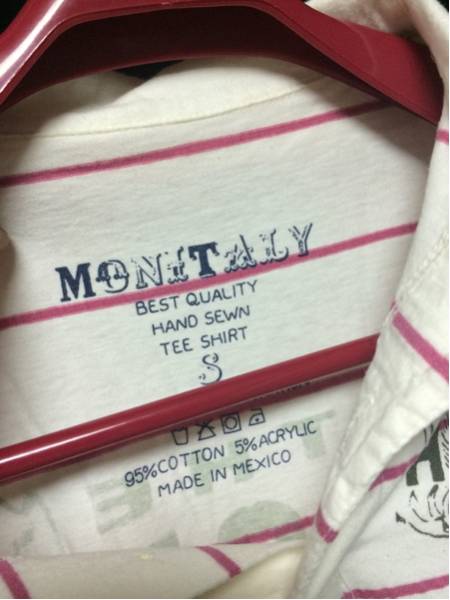 MONITALY
BEST QUALITY
HAND SEWN
TEE SHIRT
S
95% COTTON 5% ACRYLIC
MADE IN MEXICO